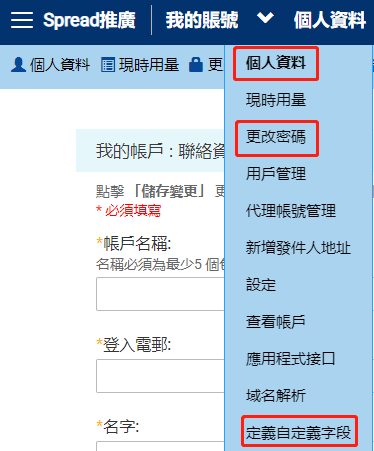 Spread推廣 我的賬號 個人資料
個人資料 現時用量 更
個人資料
現時用量
更改密碼
用戶管理
代理帳號管理
新增發件人地址
設定
查看帳戶
應用程式接口
域名解析
定義自定義字段
我的帳戶 : 聯絡資
點擊 「儲存變更」 更
* 必須填寫
*帳戶名稱:
名稱必須為最少5 個
*登入電郵:
*名字: